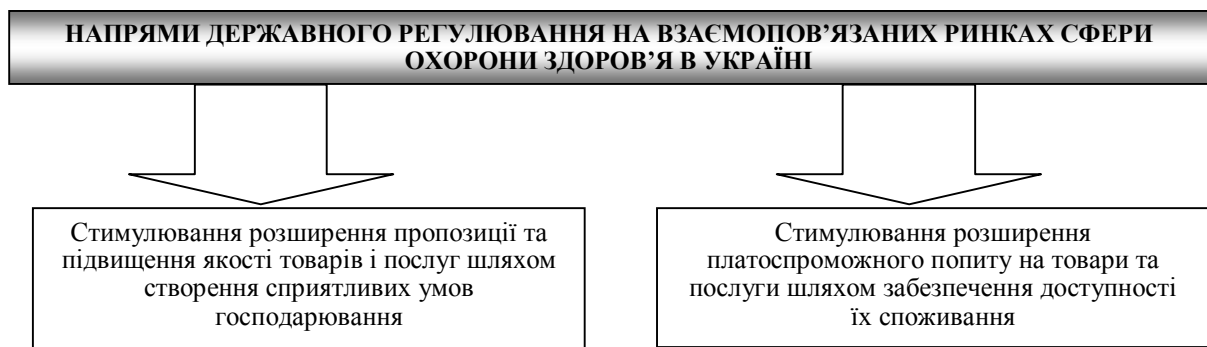 НАПРЯМИ ДЕРЖАВНОГО РЕГУЛЮВАННЯ НА ВЗАЄМОПОВ’ЯЗАНИХ РИНКАХ СФЕРИ
ОХОРОНИ ЗДОРОВ’Я В УКРАЇНІ
Стимулювання розширення пропозиції та
підвищення якості товарів і послуг шляхом
створення сприятливих умов
господарювання
Стимулювання розширення
платоспроможного попиту на товари та
послуги шляхом забезпечення доступності
їх споживання